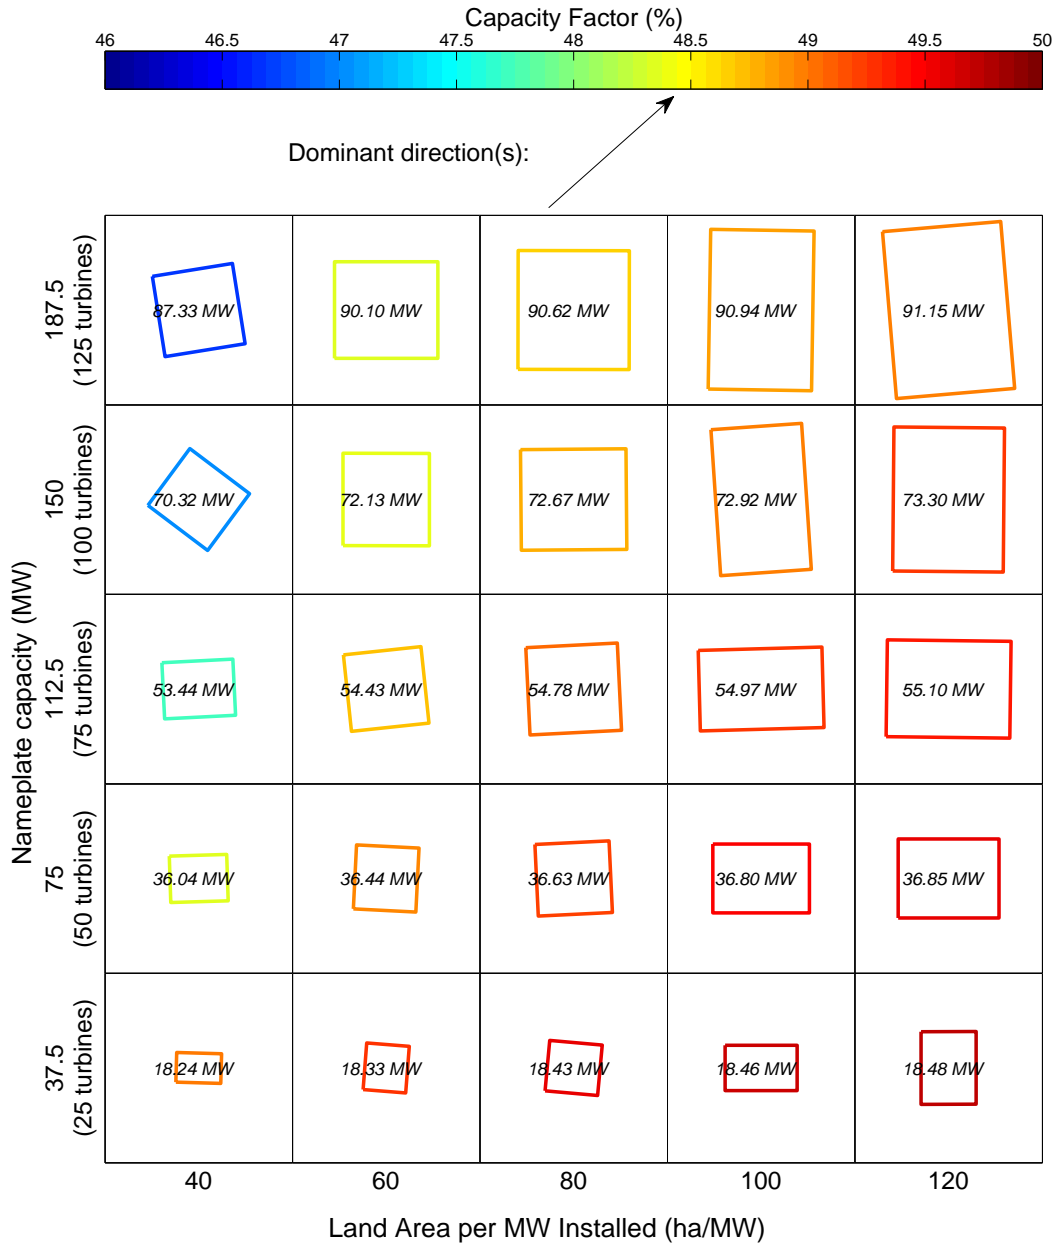 Capacity Factor (%)
46 46.5 47 47.5 48 48.5 49 49.5 50
Dominant direction(s):
Nameplate capacity (MW)
187.5
(125 turbines)
87.33 MW 90.10 MW 90.62 MW 90.94 MW 91.15 MW
150
(100 turbines)
70.32 MW 72.13 MW 72.67 MW 72.92 MW 73.30 MW
112.5
(75 turbines)
53.44 MW 54.43 MW 54.78 MW 54.97 MW 55.10 MW
75
(50 turbines)
36.04 MW 36.44 MW 36.63 MW 36.80 MW 36.85 MW
37.5
(25 turbines)
18.24 MW 18.33 MW 18.43 MW 18.46 MW 18.48 MW
40 60 80 100 120
Land Area per MW Installed (ha/MW)